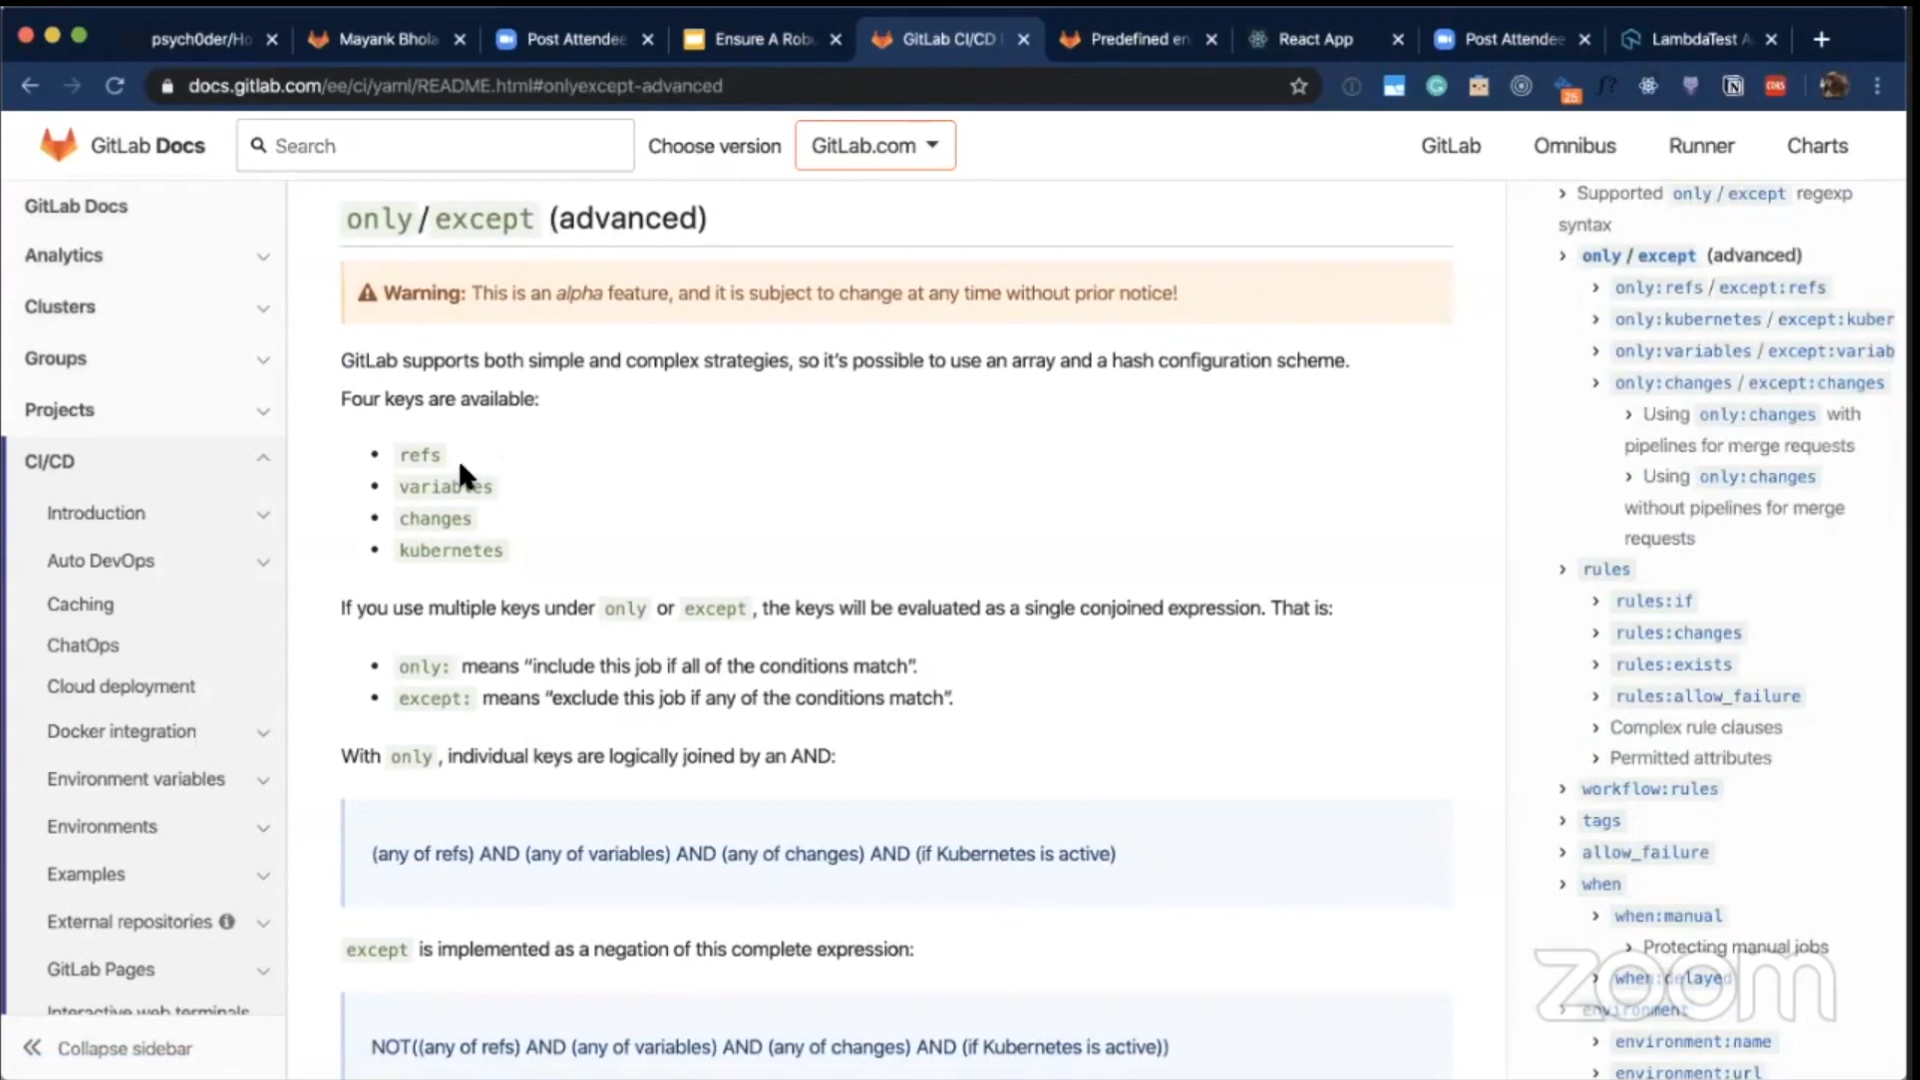 psych0der/Ho
Mayank Bhola
Post Attendee
Ensure A Rob
GitLab CI/CD
Predefined en
React App
Post Attendee
LambdaTest A
docs.gitlab.com/ee/ci/yaml/README.html#onlyexcept-advanced
25
GitLab Docs
Search
Choose version
GitLab.com
GitLab
Omnibus
Runner
Charts
GitLab Docs
Analytics
Clusters
Groups
Projects
CI/CD
Introduction
Auto DevOps
Caching
ChatOps
Cloud deployment
Docker integration
Environment variables
Environments
Examples
External repositories
GitLab Pages
Interactive web terminals
Collapse sidebar
only/except (advanced)
Warning: This is an alpha feature, and it is subject to change at any time without prior notice!
GitLab supports both simple and complex strategies, so it's possible to use an array and a hash configuration scheme.
Four keys are available:
• refs
• variables
• changes
• kubernetes
If you use multiple keys under only or except, the keys will be evaluated as a single conjoined expression. That is:
• only: means “include this job if all of the conditions match”.
• except: means “exclude this job if any of the conditions match”.
With only, individual keys are logically joined by an AND:
(any of refs) AND (any of variables) AND (any of changes) AND (if Kubernetes is active)
except is implemented as a negation of this complete expression:
NOT((any of refs) AND (any of variables) AND (any of changes) AND (if Kubernetes is active))
Supported only/except regexp
syntax
only/except (advanced)
only:refs/except:refs
only:kubernetes/except:kuber
only:variables/except:variab
only:changes/except:changes
Using only:changes with
pipelines for merge requests
Using only:changes
without pipelines for merge
requests
rules
rules:if
rules:changes
rules:exists
rules:allow_failure
Complex rule clauses
Permitted attributes
workflow:rules
tags
allow_failure
when
when:manual
Protecting manual jobs
when:delayed
environment
environment:name
environment:url
zoom